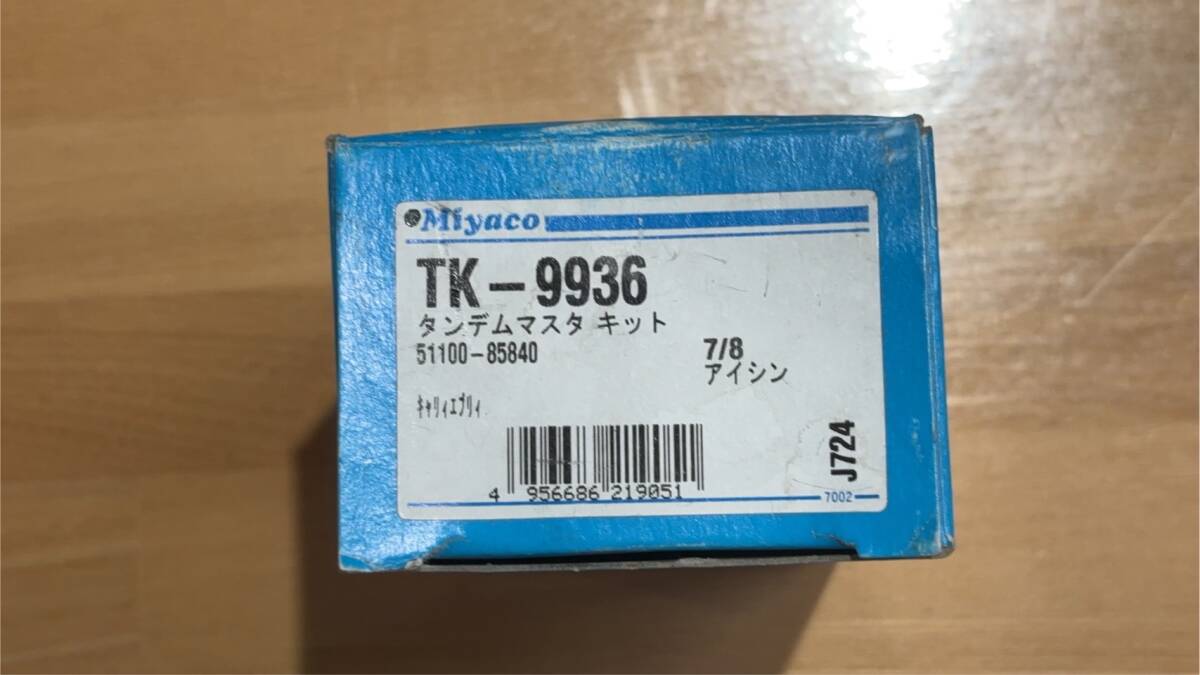 Miyaco
TK-9936
タンデムマスタ キット
51100-85840
7/8
アイシン
ｷｬﾘｨｴﾌﾞﾘｨ
J724
4 956686 219051
7002